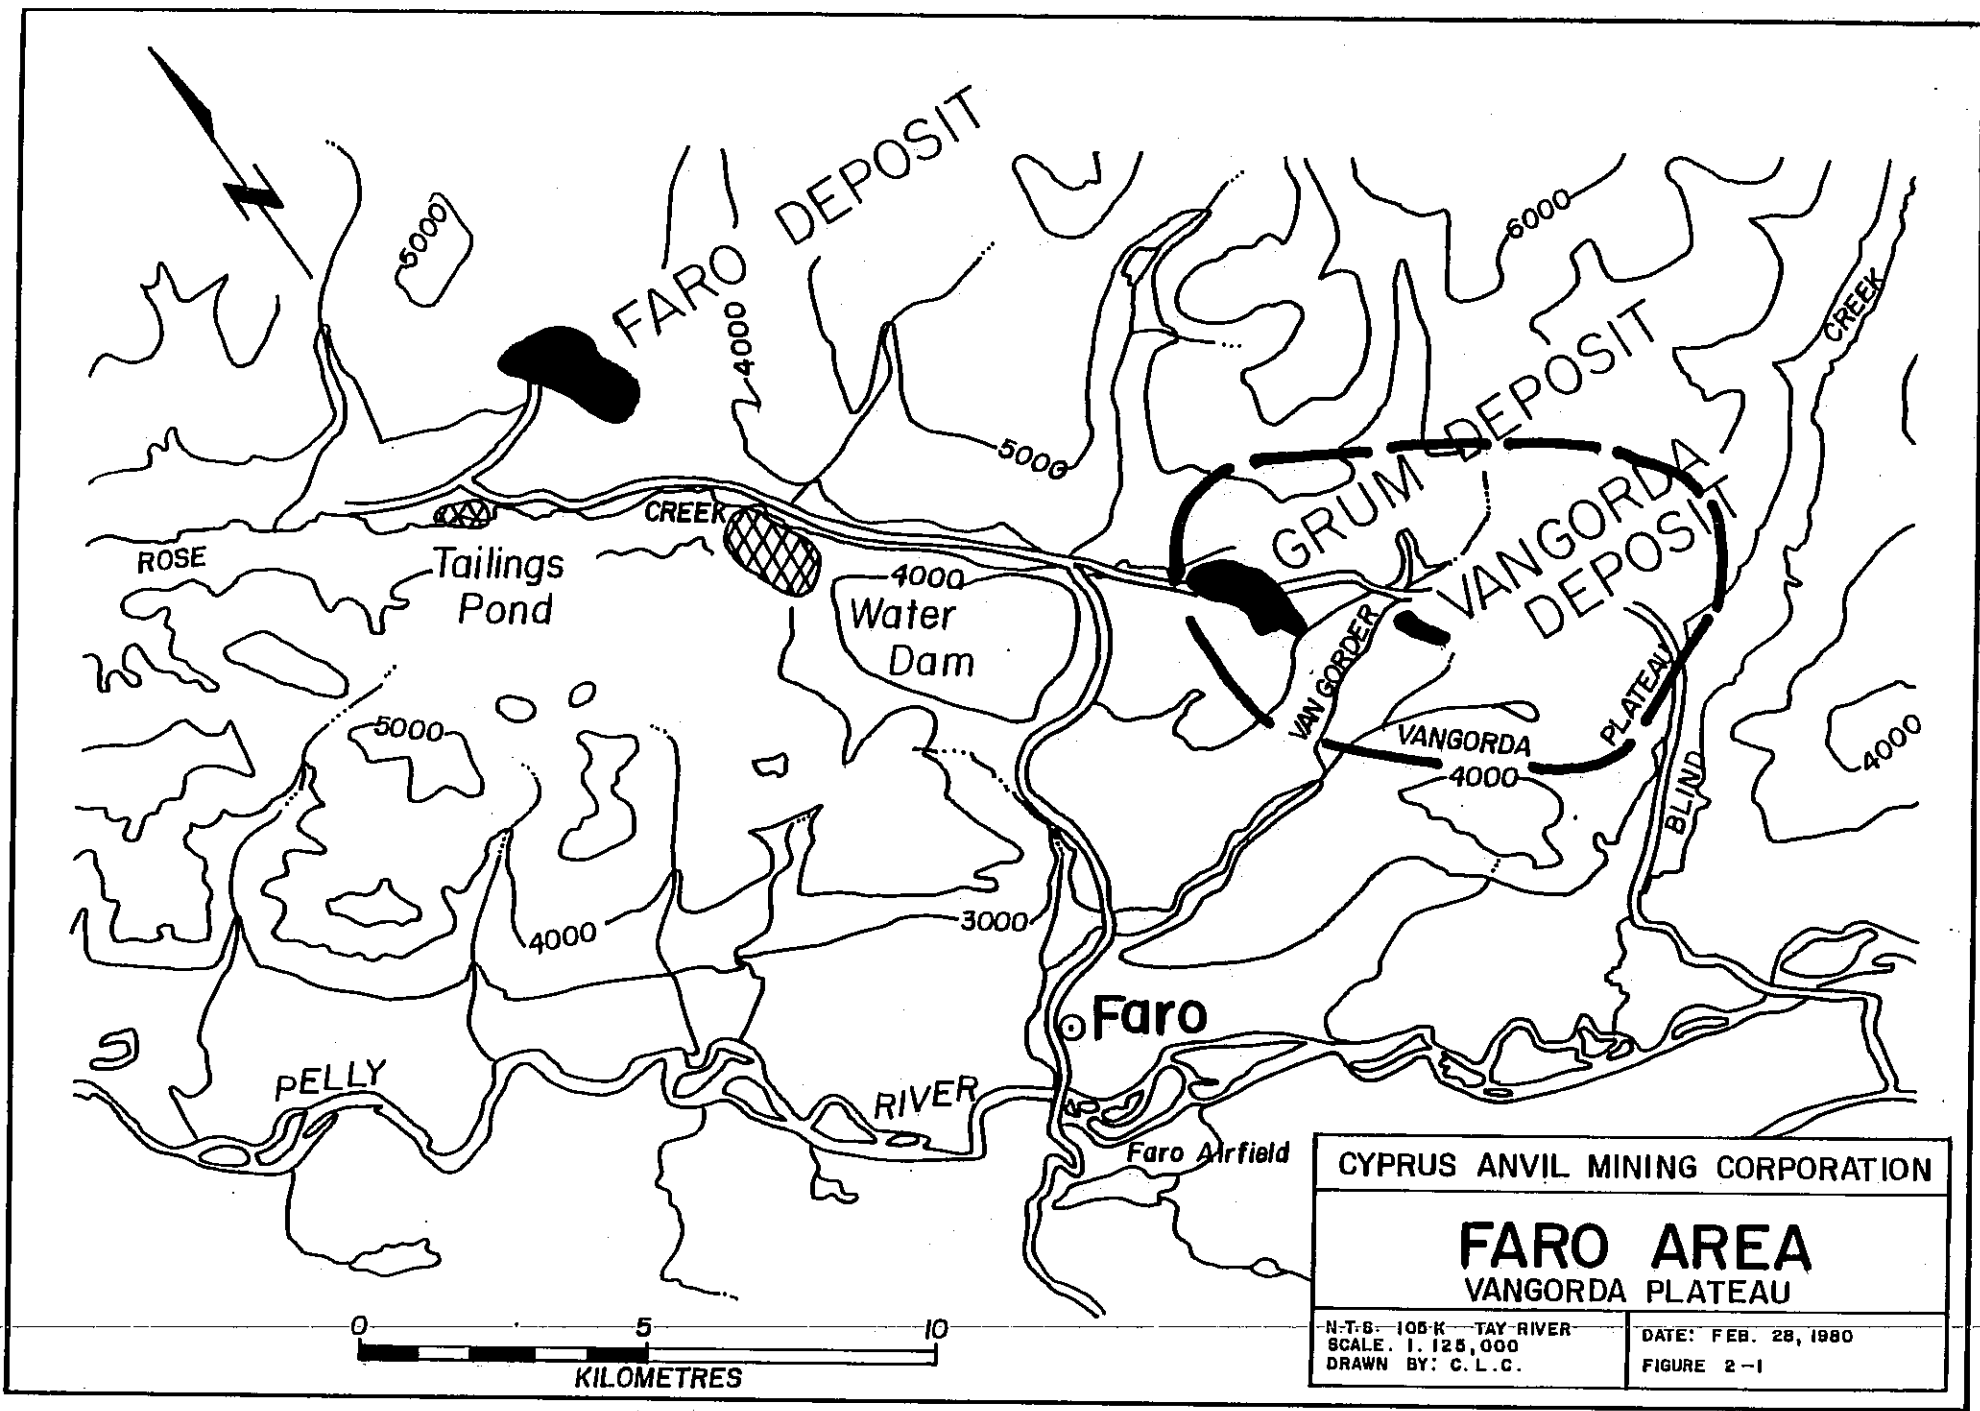 FARO DEPOSIT
5000
6000
4000
CREEK
GRUM DEPOSIT
5000
VANGORDA
DEPOSIT
CREEK
ROSE
Tailings
Pond
4000
Water
Dam
VAN GORDER
PLATEAU
5000
VANGORDA
4000
4000
BLIND
4000
3000
Faro
PELLY
RIVER
Faro Airfield
CYPRUS ANVIL MINING CORPORATION
FARO AREA
VANGORDA PLATEAU
N.T.S. 105 K TAY RIVER
SCALE. 1. 125,000
DRAWN BY: C.L.C.
DATE: FEB. 28, 1980
FIGURE 2-1
0 5 10
KILOMETRES